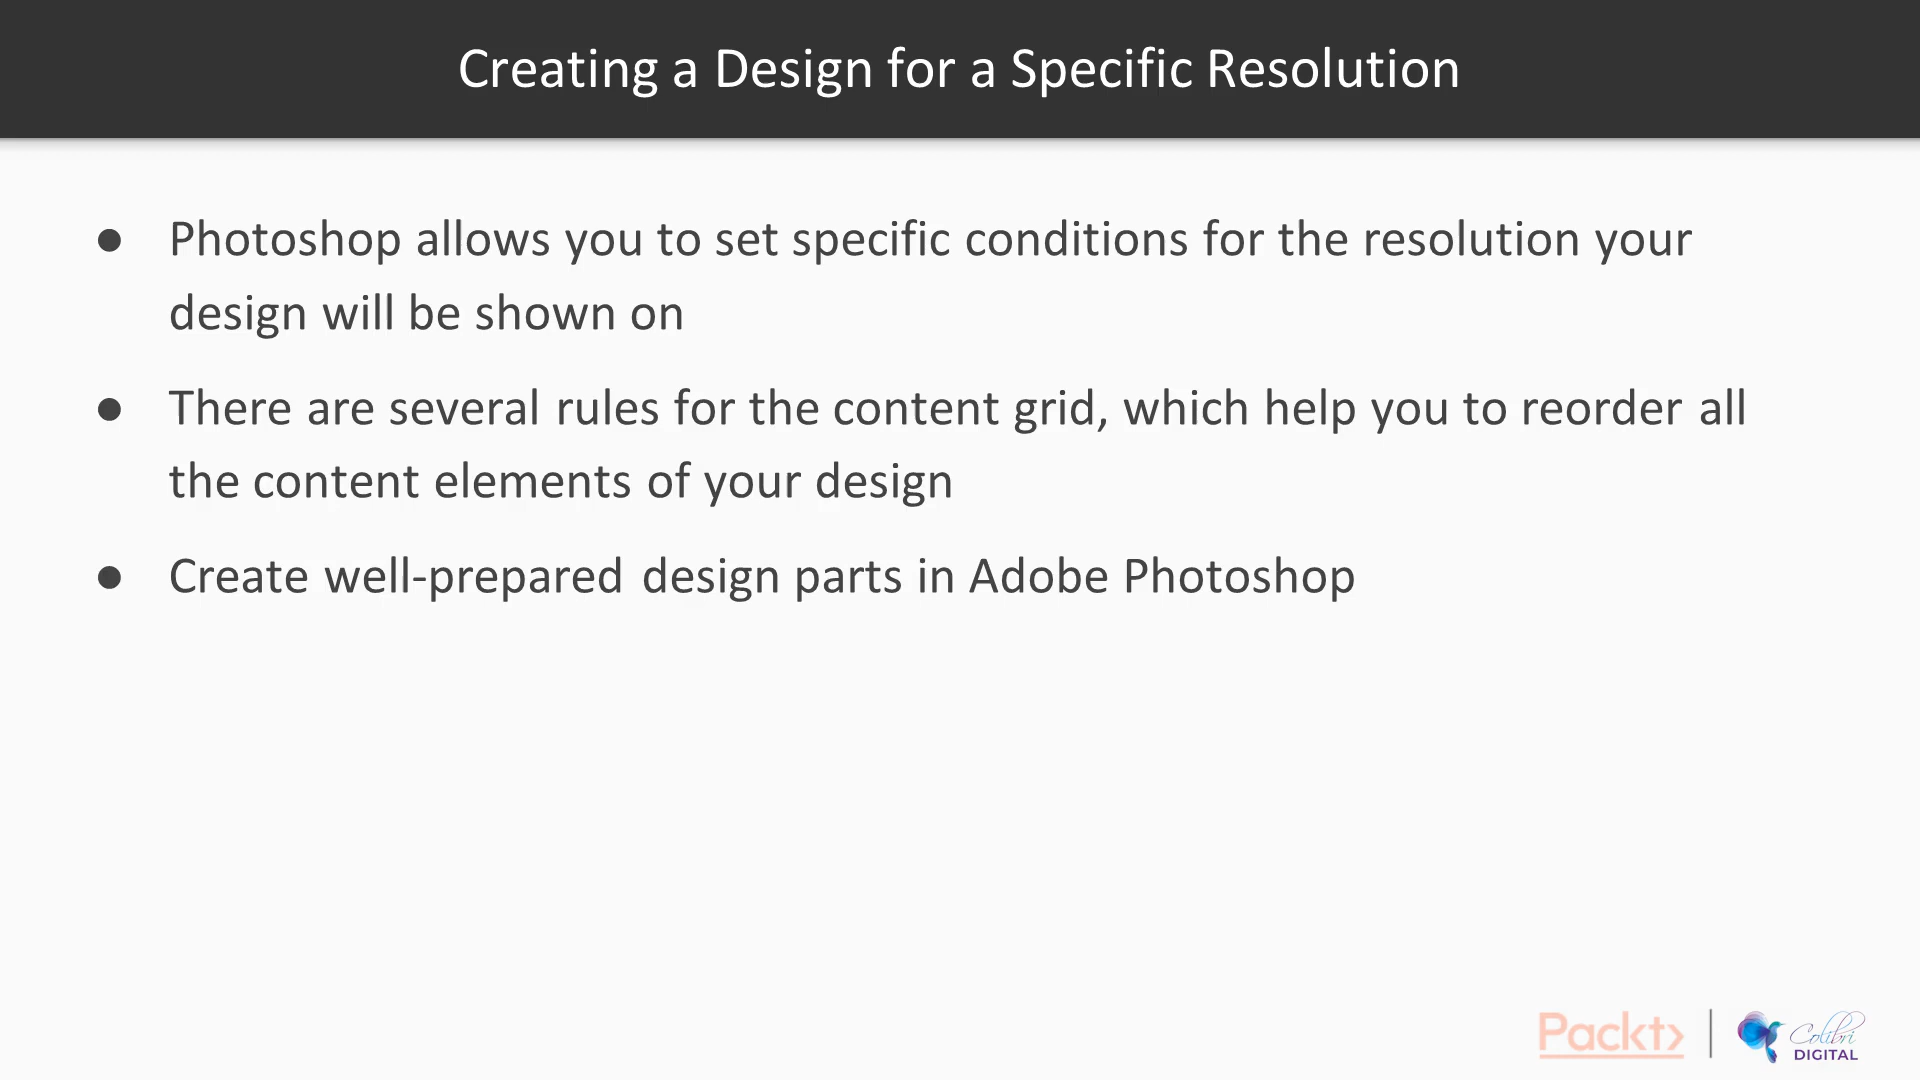 Creating a Design for a Specific Resolution
● Photoshop allows you to set specific conditions for the resolution your
design will be shown on
● There are several rules for the content grid, which help you to reorder all
the content elements of your design
● Create well-prepared design parts in Adobe Photoshop
Packt> | Colibri
DIGITAL